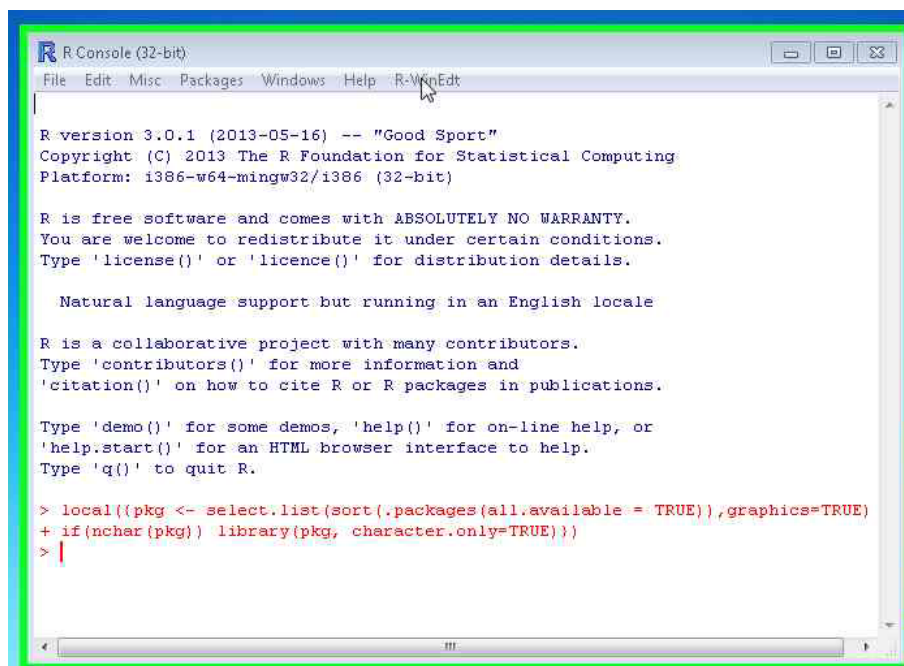 R Console (32-bit)
File Edit Misc Packages Windows Help R-WinEdt
R version 3.0.1 (2013-05-16) -- "Good Sport"
Copyright (C) 2013 The R Foundation for Statistical Computing
Platform: i386-w64-mingw32/i386 (32-bit)
R is free software and comes with ABSOLUTELY NO WARRANTY.
You are welcome to redistribute it under certain conditions.
Type 'license()' or 'licence()' for distribution details.
Natural language support but running in an English locale
R is a collaborative project with many contributors.
Type 'contributors()' for more information and
'citation()' on how to cite R or R packages in publications.
Type 'demo()' for some demos, 'help()' for on-line help, or
'help.start()' for an HTML browser interface to help.
Type 'q()' to quit R.
> local({pkg <- select.list(sort(.packages(all.available = TRUE)),graphics=TRUE)
+ if(nchar(pkg)) library(pkg, character.only=TRUE)})
>